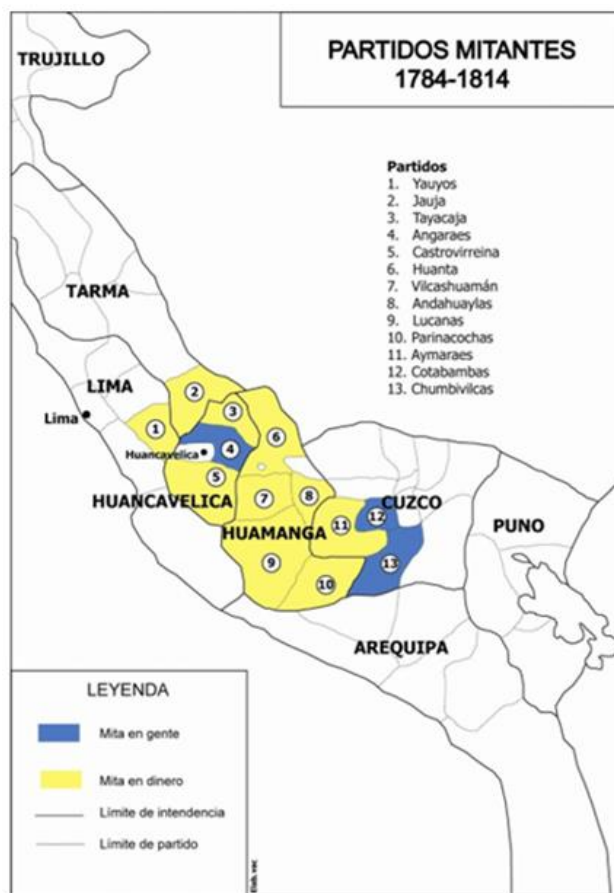 PARTIDOS MITANTES
1784-1814
TRUJILLO
Partidos
1. Yauyos
2. Jauja
3. Tayacaja
4. Angaraes
5. Castrovirreina
6. Huanta
7. Vilcashuamán
8. Andahuaylas
9. Lucanas
10. Parinacochas
11. Aymaraes
12. Cotabambas
13. Chumbivilcas
TARMA
LIMA
Lima
2
3
1
6
4
Huancavelica
5
HUANCAVELICA
7
8
CUZCO
12
11
PUNO
HUAMANGA
9
13
10
AREQUIPA
LEYENDA
Mita en gente
Mita en dinero
Límite de intendencia
Límite de partido